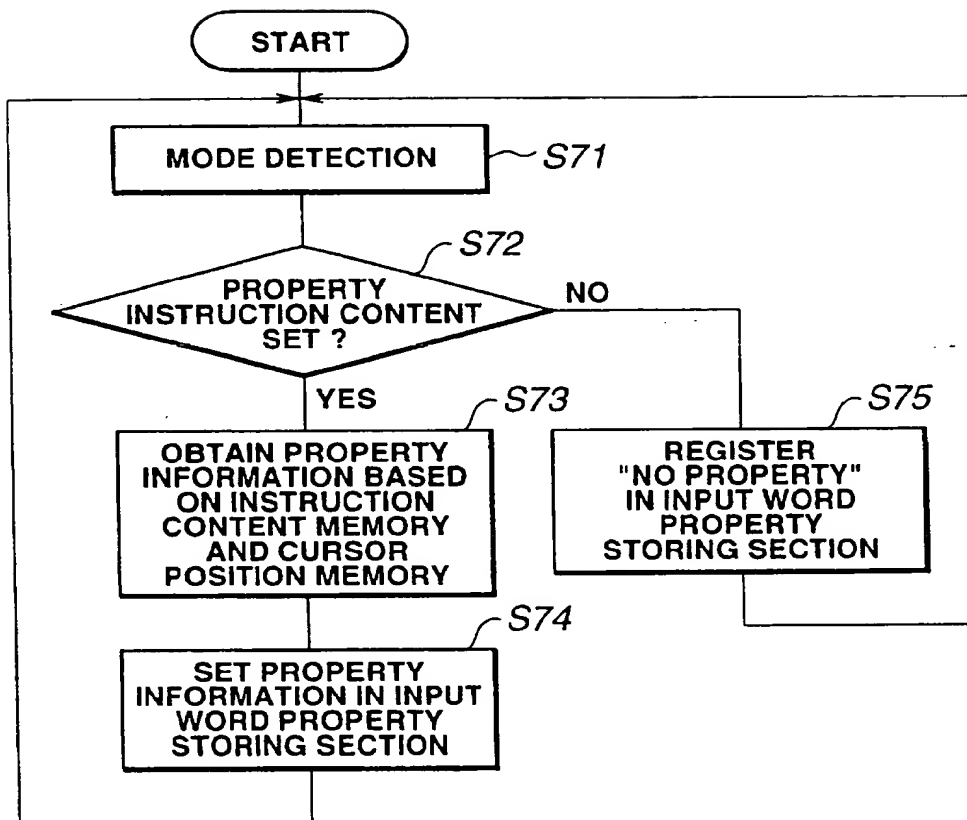 START
MODE DETECTION
S71
S72
PROPERTY
INSTRUCTION CONTENT
SET ?
NO
YES
S73
OBTAIN PROPERTY
INFORMATION BASED
ON INSTRUCTION
CONTENT MEMORY
AND CURSOR
POSITION MEMORY
S75
REGISTER
"NO PROPERTY"
IN INPUT WORD
PROPERTY
STORING SECTION
S74
SET PROPERTY
INFORMATION IN INPUT
WORD PROPERTY
STORING SECTION